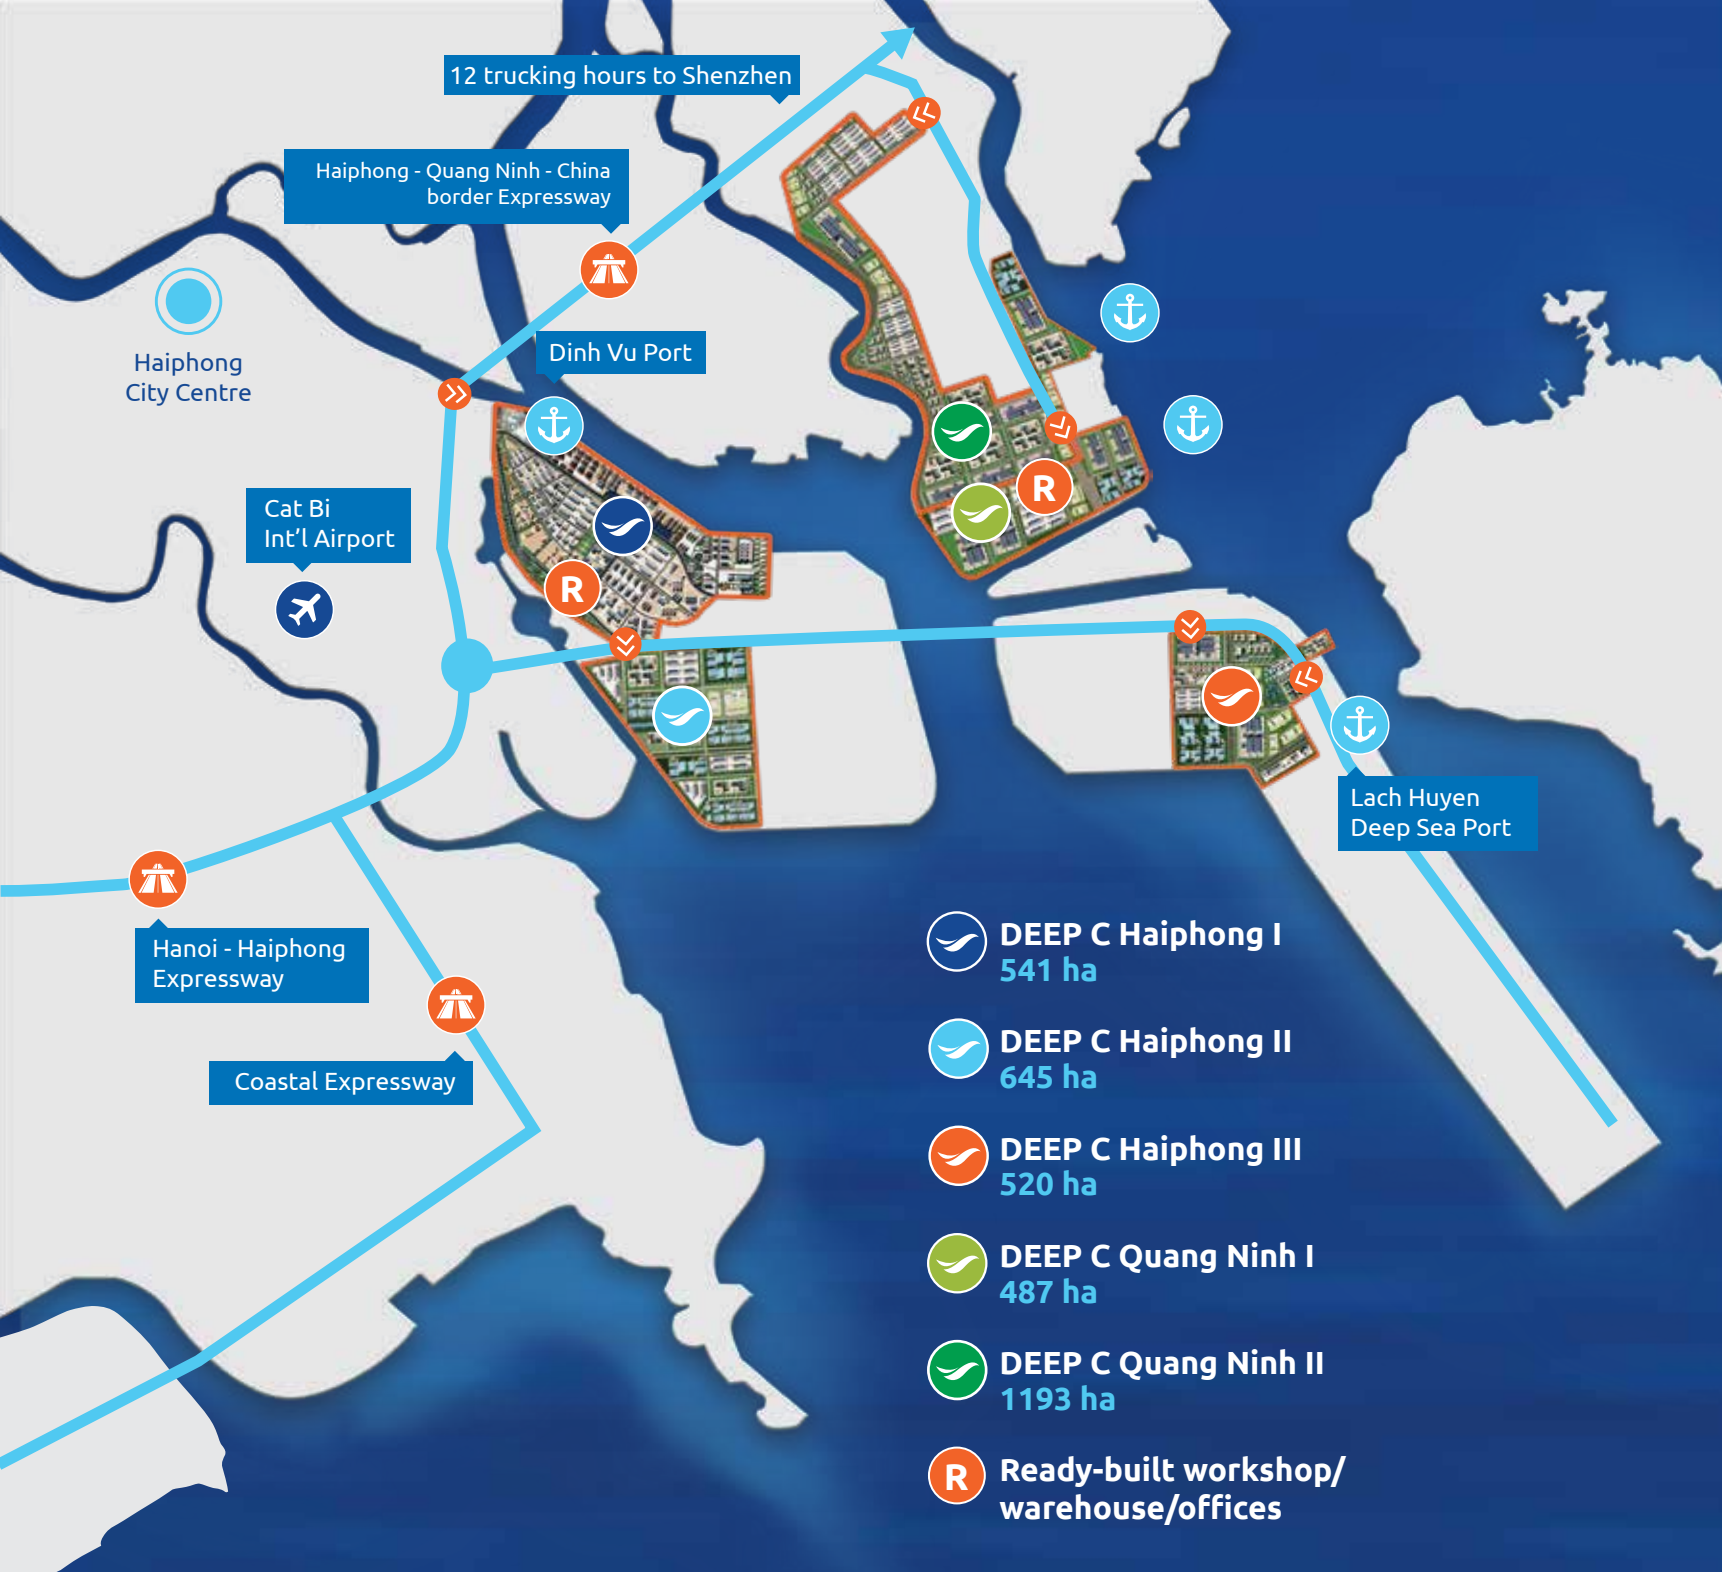 12 trucking hours to Shenzhen
Haiphong - Quang Ninh - China
border Expressway
Haiphong
City Centre
Dinh Vu Port
Cat Bi
Int'l Airport
R
R
Lach Huyen
Deep Sea Port
Hanoi - Haiphong
Expressway
Coastal Expressway
DEEP C Haiphong I
541 ha
DEEP C Haiphong II
645 ha
DEEP C Haiphong III
520 ha
DEEP C Quang Ninh I
487 ha
DEEP C Quang Ninh II
1193 ha
R
Ready-built workshop/
warehouse/offices